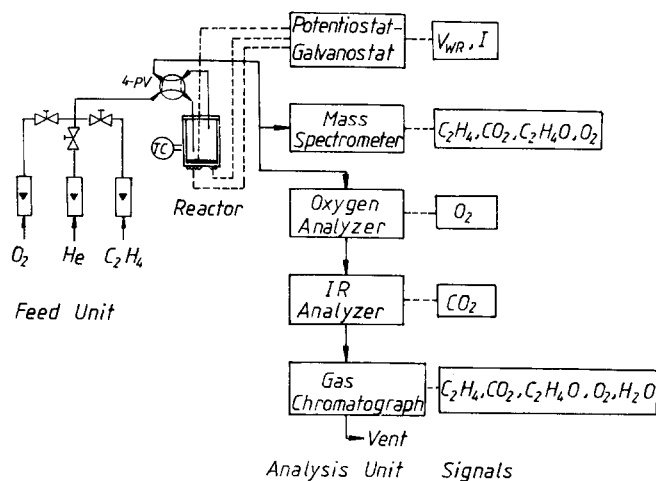 Potentiostat-
Galvanostat
V_WR, I
4-PV
Mass
Spectrometer
C₂H₄, CO₂, C₂H₄O, O₂
TC
Reactor
Oxygen
Analyzer
O₂
O₂ He C₂H₄
Feed Unit
IR
Analyzer
CO₂
Gas
Chromatograph
C₂H₄, CO₂, C₂H₄O, O₂, H₂O
Vent
Analysis Unit Signals